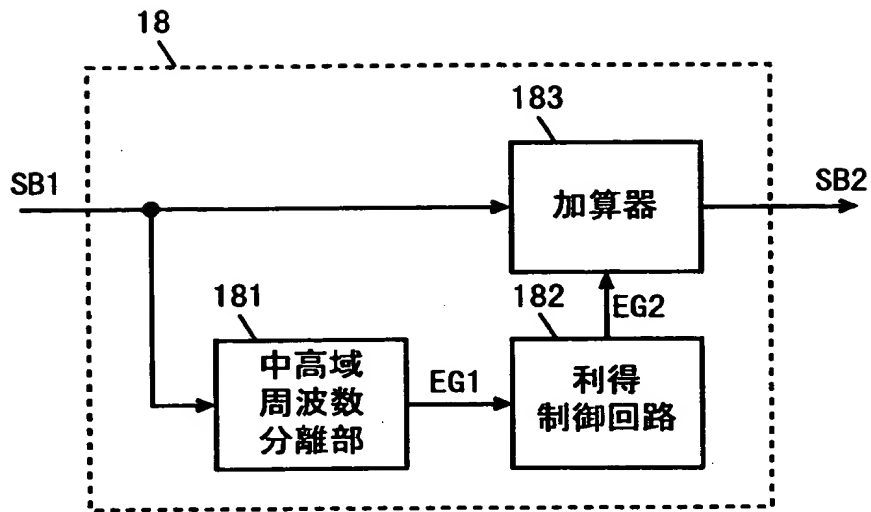 18
183
SB1
加算器
SB2
181
182
EG2
中高域
周波数
分離部
EG1
利得
制御回路